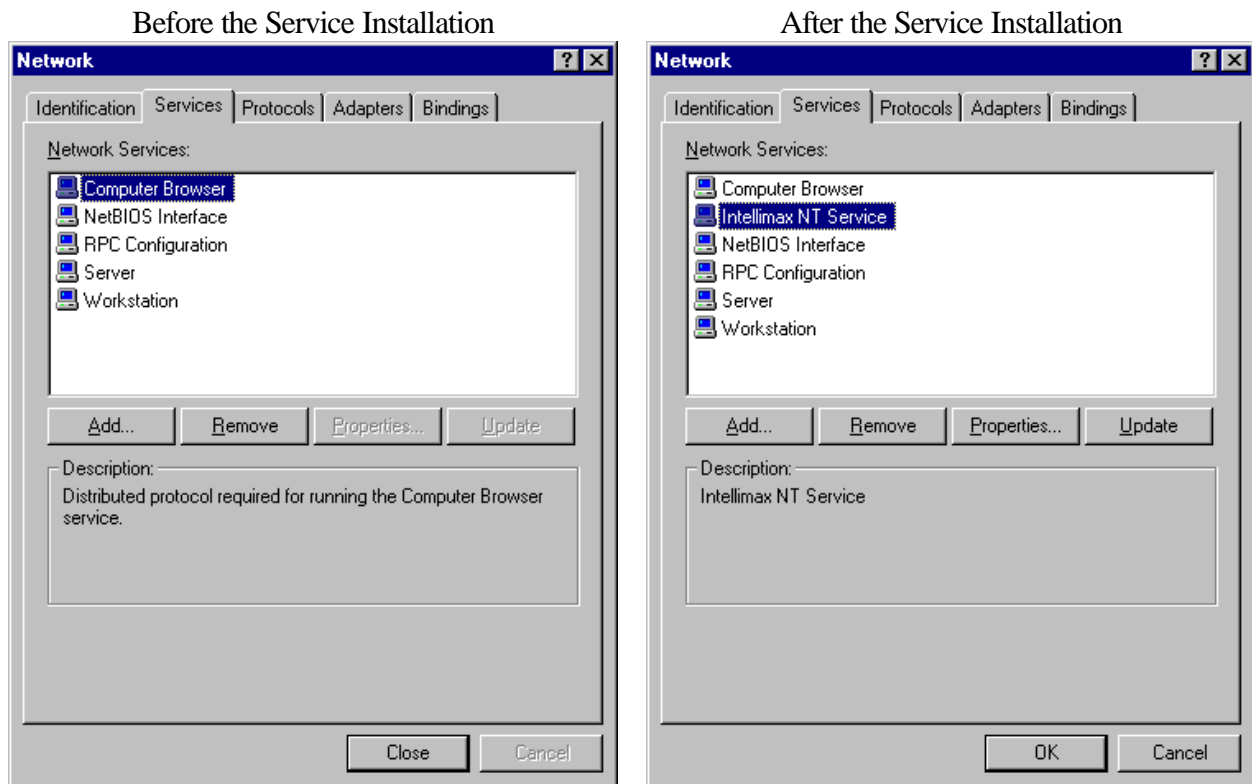 Before the Service Installation
Network
Identification Services Protocols Adapters Bindings
Network Services:
Computer Browser
NetBIOS Interface
RPC Configuration
Server
Workstation
Add... Remove Properties... Update
Description:
Distributed protocol required for running the Computer Browser
service.
Close Cancel
After the Service Installation
Network
Identification Services Protocols Adapters Bindings
Network Services:
Computer Browser
Intellimax NT Service
NetBIOS Interface
RPC Configuration
Server
Workstation
Add... Remove Properties... Update
Description:
Intellimax NT Service
OK Cancel